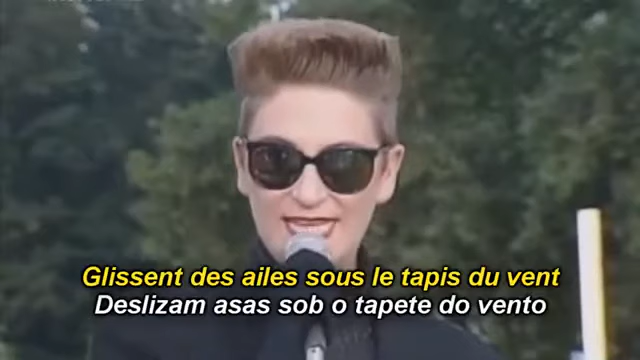 Glissent des ailes sous le tapis du vent
Deslizam asas sob o tapete do vento